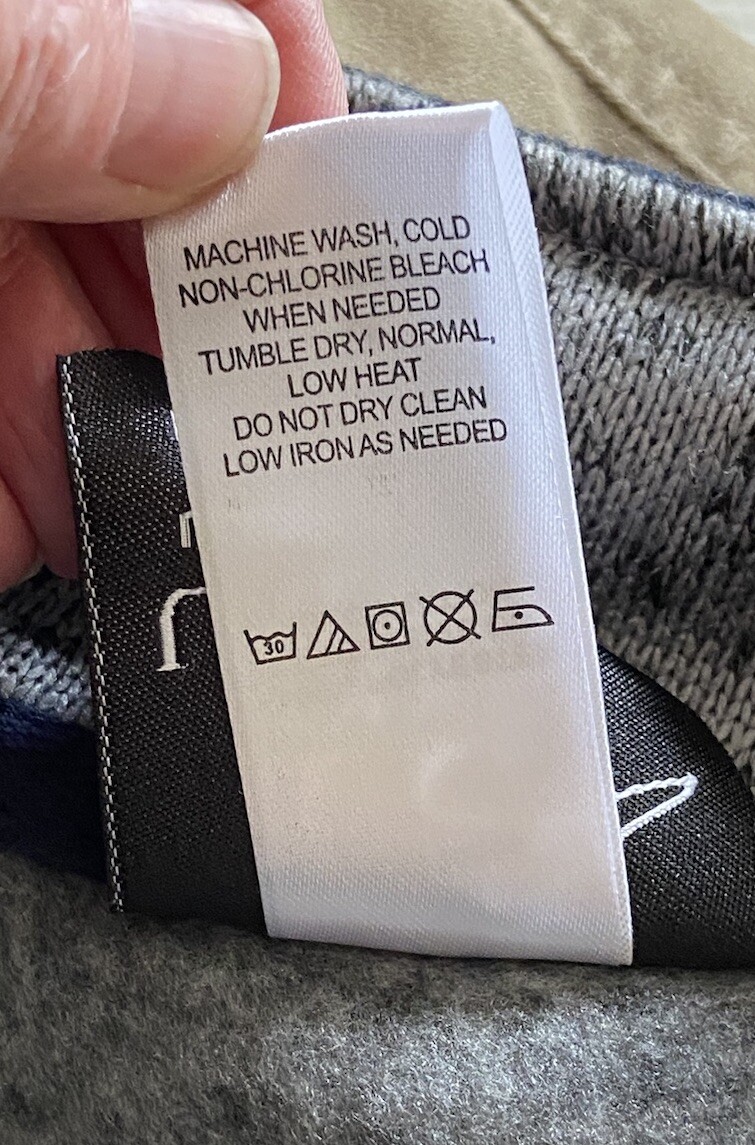 MACHINE WASH, COLD
NON-CHLORINE BLEACH
WHEN NEEDED
TUMBLE DRY, NORMAL,
LOW HEAT
DO NOT DRY CLEAN
LOW IRON AS NEEDED
30